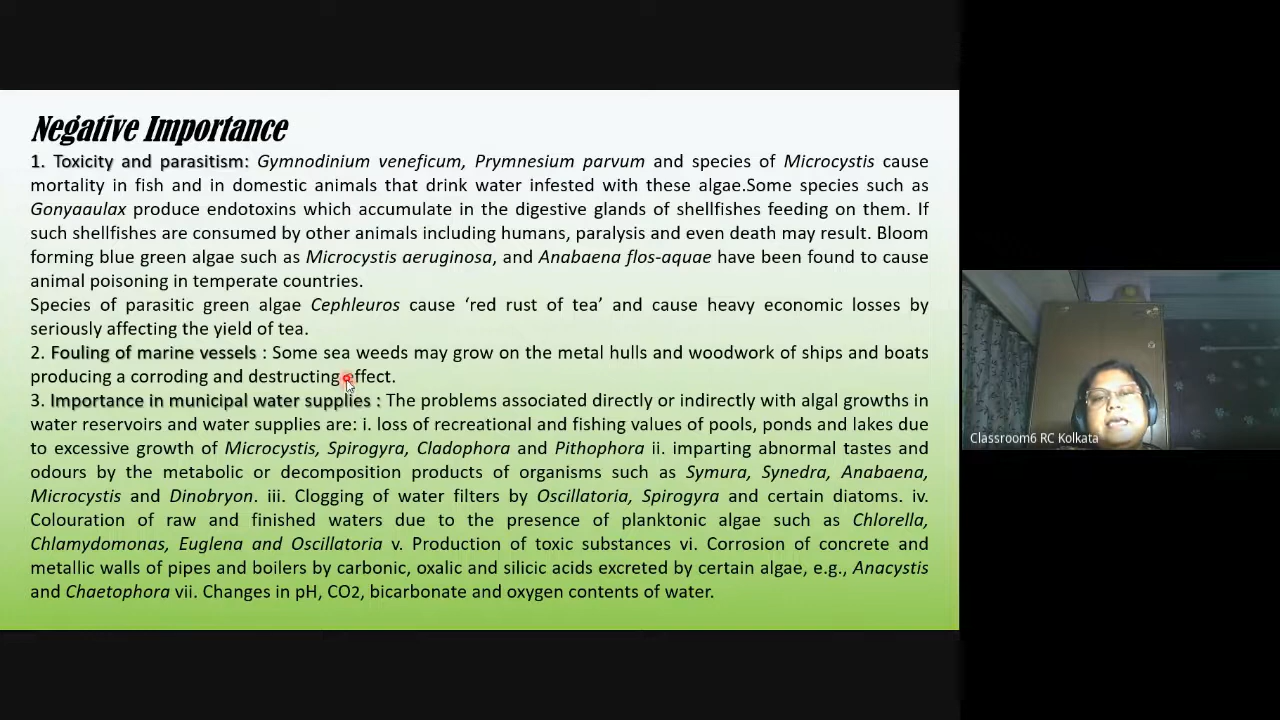 Negative Importance
1. Toxicity and parasitism: Gymnodinium veneficum, Prymnesium parvum and species of Microcystis cause
mortality in fish and in domestic animals that drink water infested with these algae.Some species such as
Gonyaaulax produce endotoxins which accumulate in the digestive glands of shellfishes feeding on them. If
such shellfishes are consumed by other animals including humans, paralysis and even death may result. Bloom
forming blue green algae such as Microcystis aeruginosa, and Anabaena flos-aquae have been found to cause
animal poisoning in temperate countries.
Species of parasitic green algae Cephleuros cause ‘red rust of tea’ and cause heavy economic losses by
seriously affecting the yield of tea.
2. Fouling of marine vessels : Some sea weeds may grow on the metal hulls and woodwork of ships and boats
producing a corroding and destructing effect.
3. Importance in municipal water supplies : The problems associated directly or indirectly with algal growths in
water reservoirs and water supplies are: i. loss of recreational and fishing values of pools, ponds and lakes due
to excessive growth of Microcystis, Spirogyra, Cladophora and Pithophora ii. imparting abnormal tastes and
odours by the metabolic or decomposition products of organisms such as Symura, Synedra, Anabaena,
Microcystis and Dinobryon. iii. Clogging of water filters by Oscillatoria, Spirogyra and certain diatoms. iv.
Colouration of raw and finished waters due to the presence of planktonic algae such as Chlorella,
Chlamydomonas, Euglena and Oscillatoria v. Production of toxic substances vi. Corrosion of concrete and
metallic walls of pipes and boilers by carbonic, oxalic and silicic acids excreted by certain algae, e.g., Anacystis
and Chaetophora vii. Changes in pH, CO2, bicarbonate and oxygen contents of water.
Classroom6 RC Kolkata